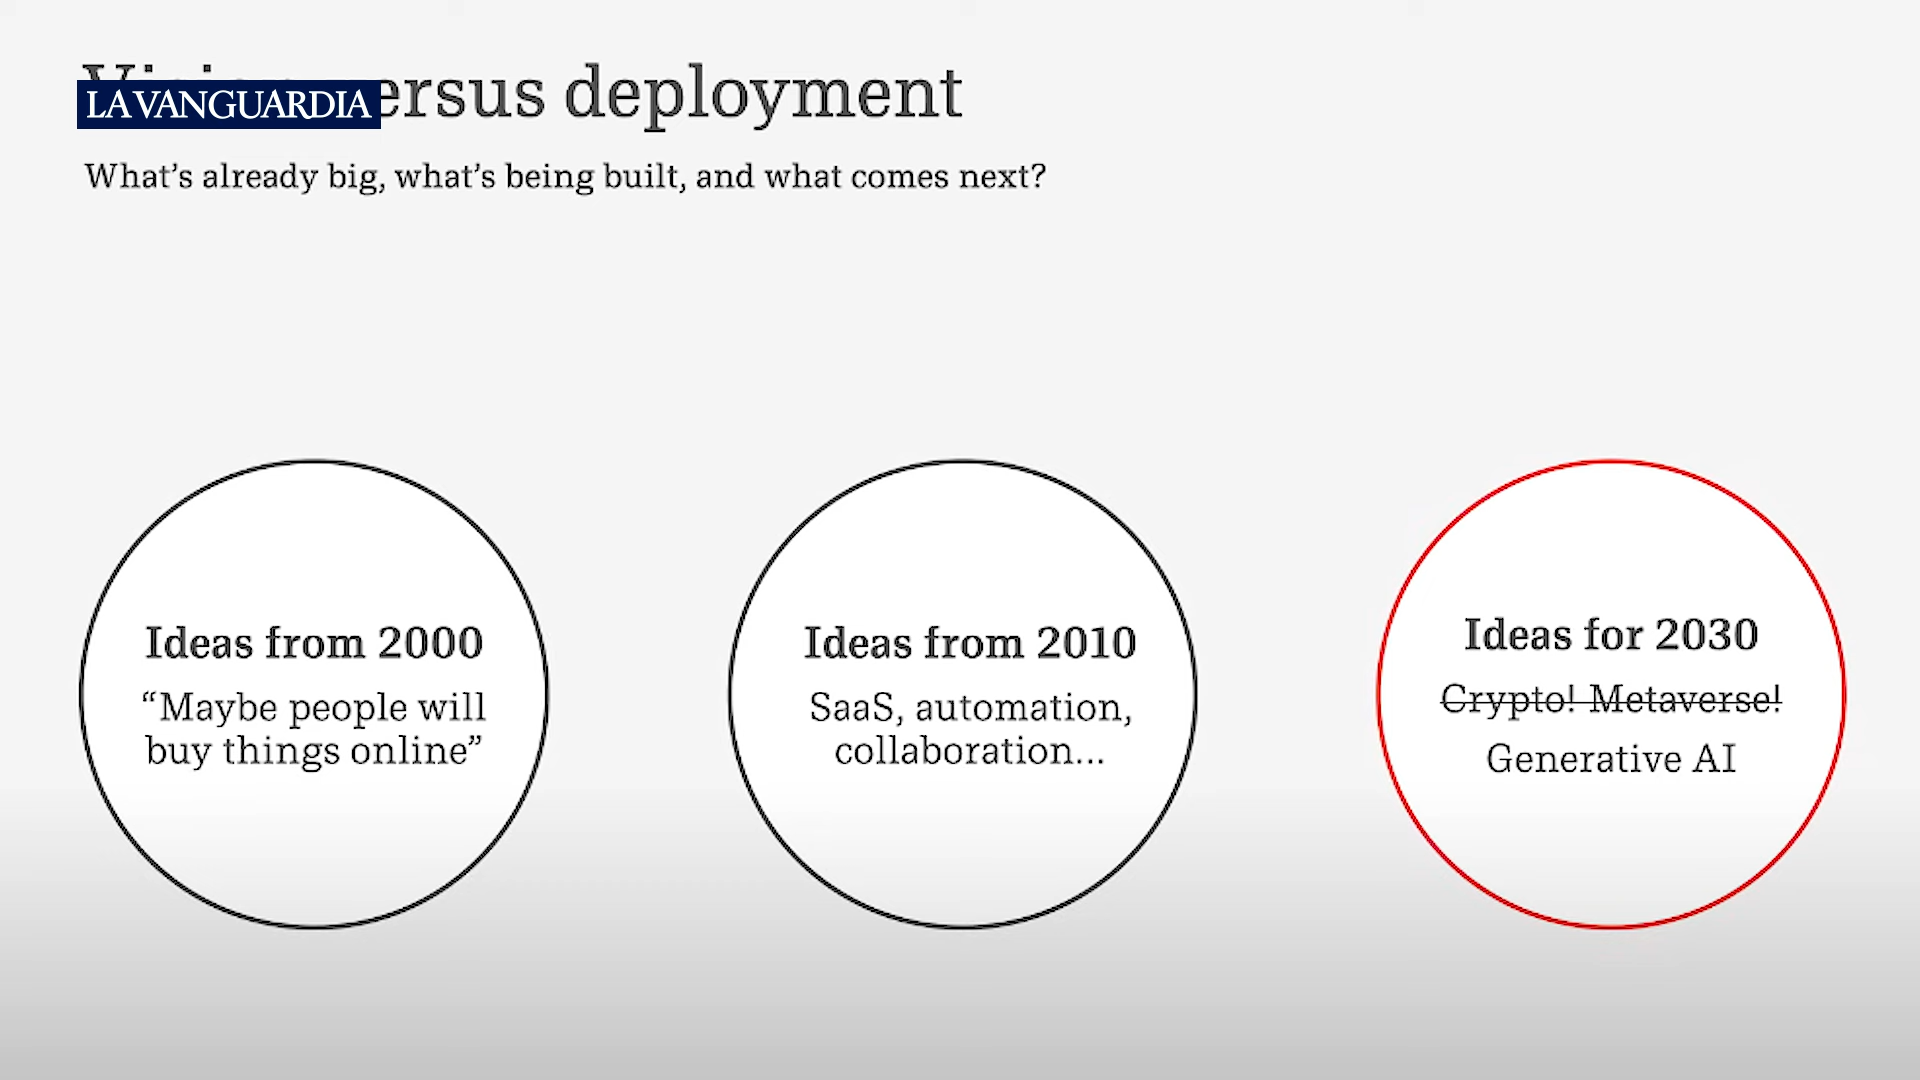 LA VANGUARDIA
versus deployment
What’s already big, what’s being built, and what comes next?
Ideas from 2000
“Maybe people will
buy things online”
Ideas from 2010
SaaS, automation,
collaboration...
Ideas for 2030
Crypto! Metaverse!
Generative AI